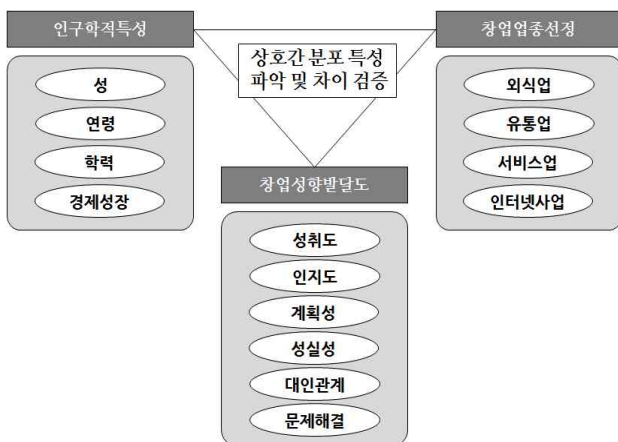 인구학적특성
성
연령
학력
경제성장
상호간 분포 특성
파악 및 차이 검증
창업업종선정
외식업
유통업
서비스업
인터넷사업
창업성향발달도
성취도
인지도
계획성
성실성
대인관계
문제해결